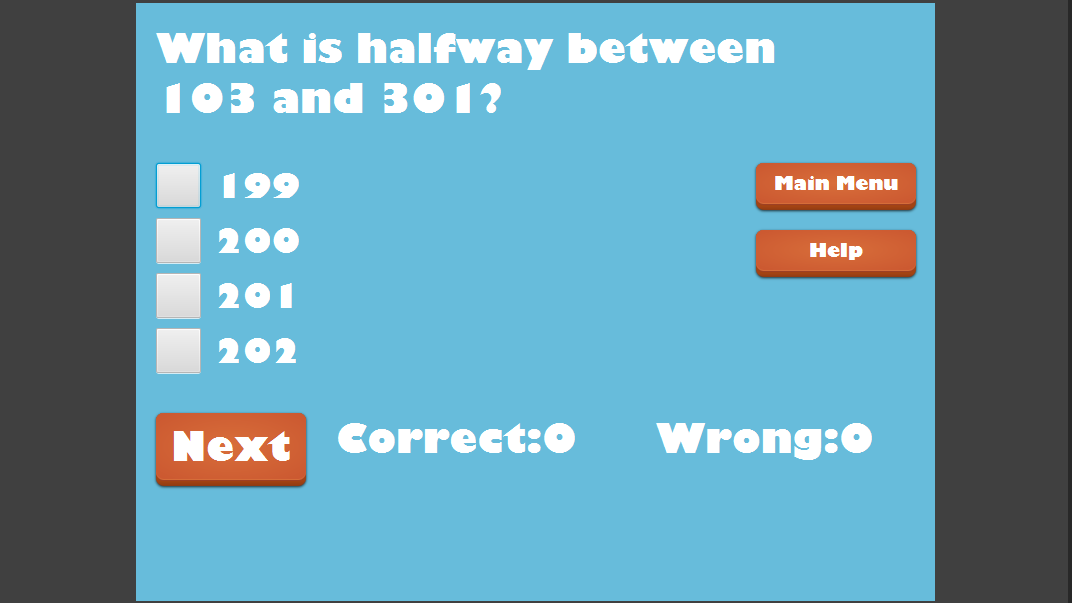 What is halfway between
103 and 301?
199
Main Menu
200
Help
201
202
Next
Correct:0
Wrong:0